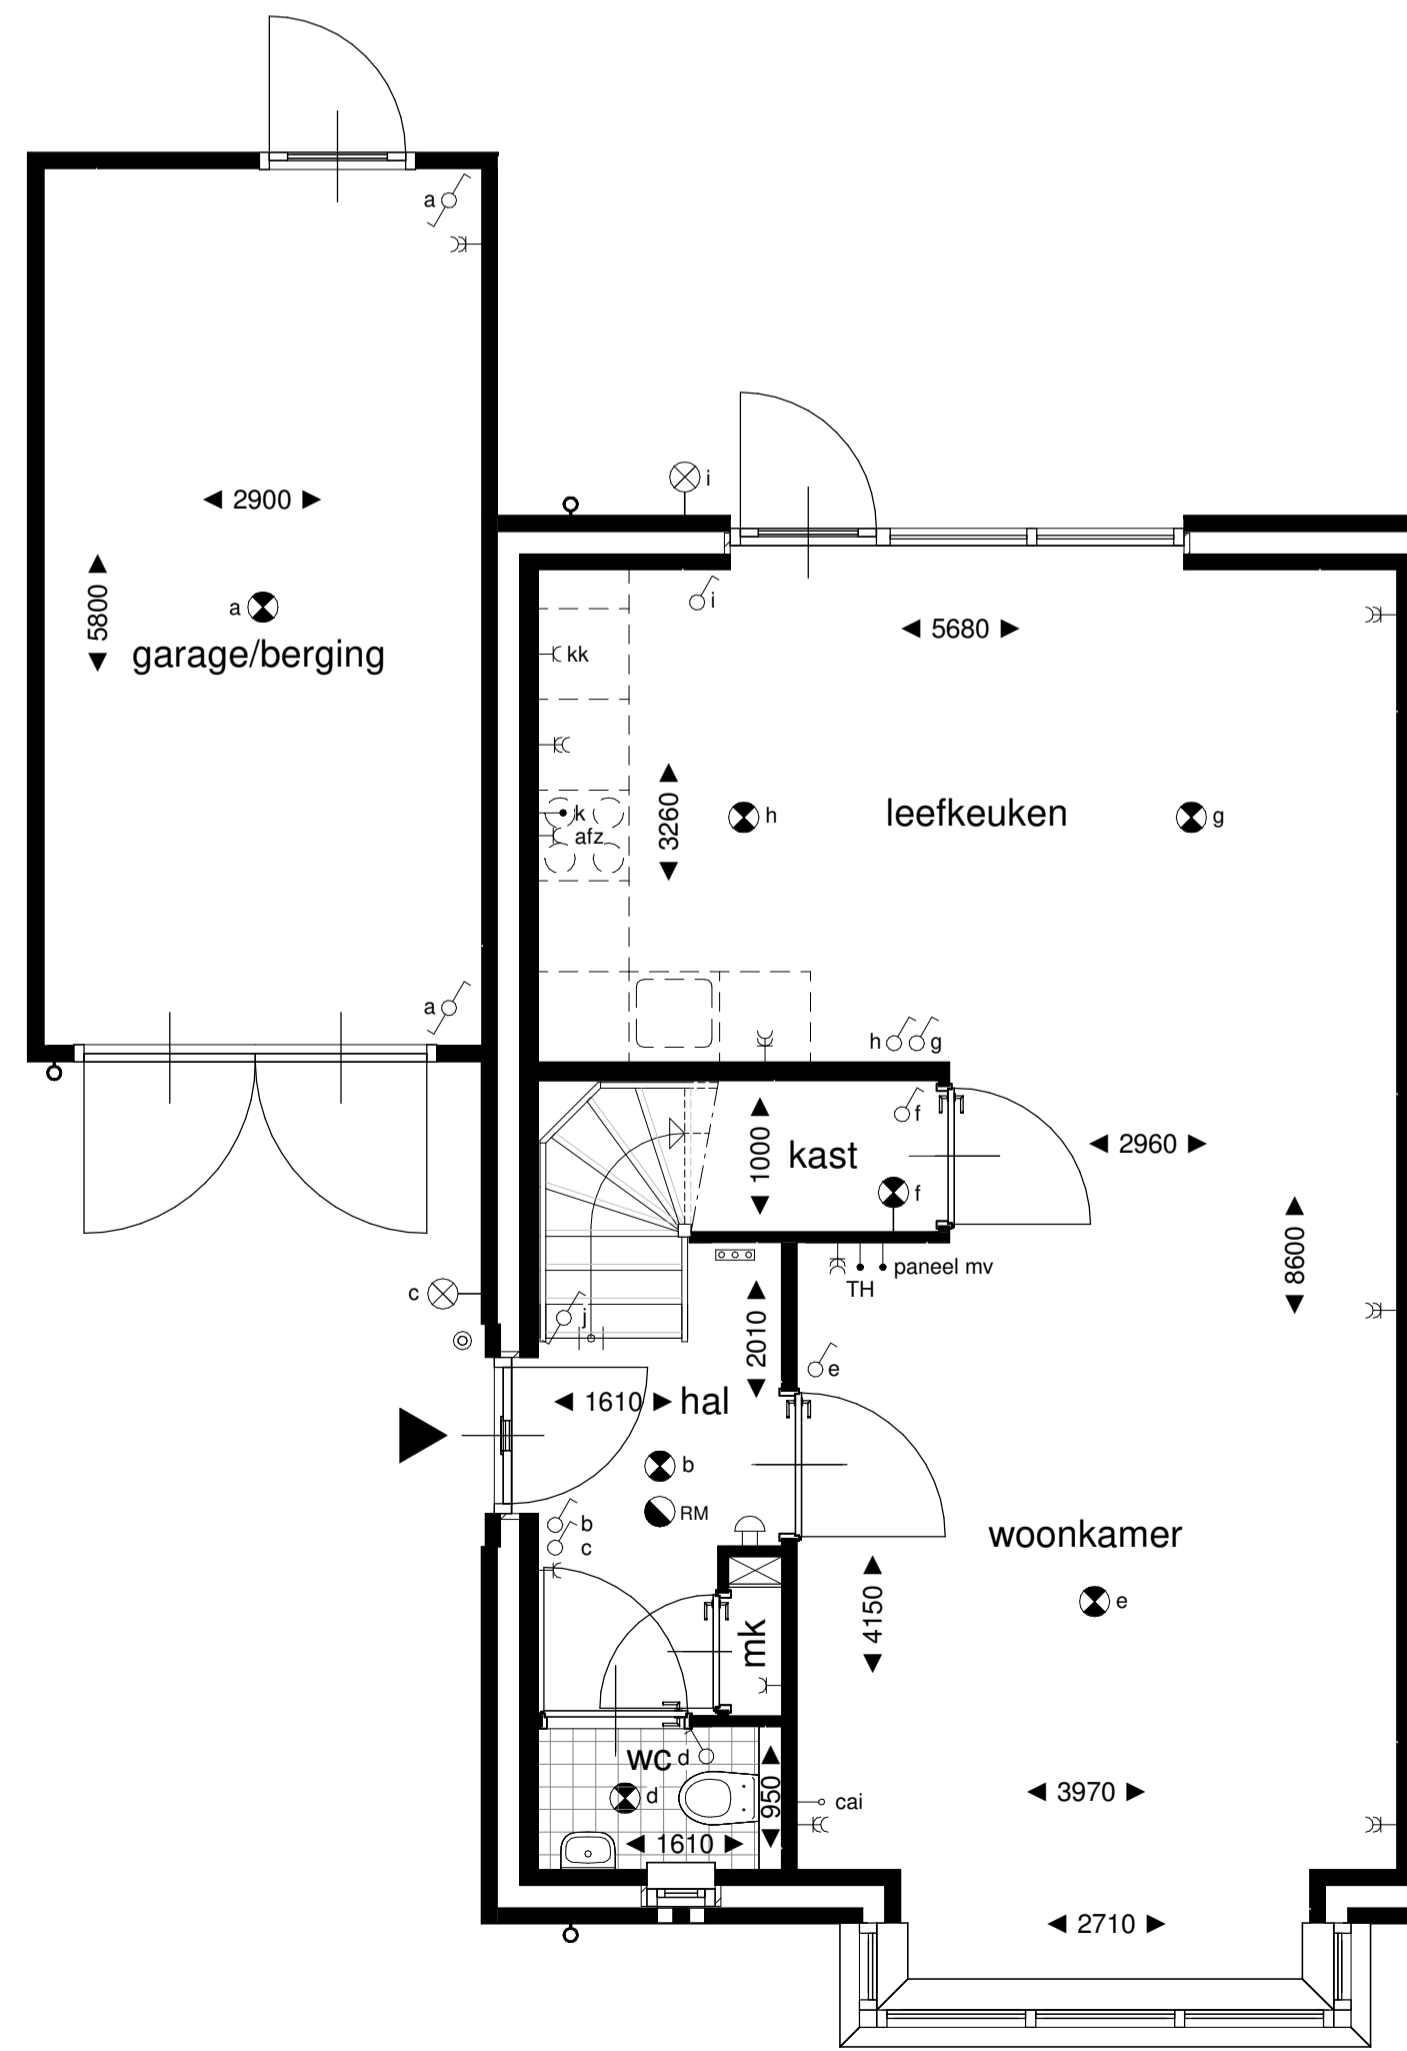 a
2900
i
5800
a
garage/berging
i
5680
kk
3260
k
afz
h
leefkeuken
g
a
h
g
f
1000
kast
2960
f
8600
paneel mv
TH
c
j
2010
e
1610
hal
b
RM
b
c
woonkamer
4150
e
mk
wc
d
d
950
3970
cai
1610
2710